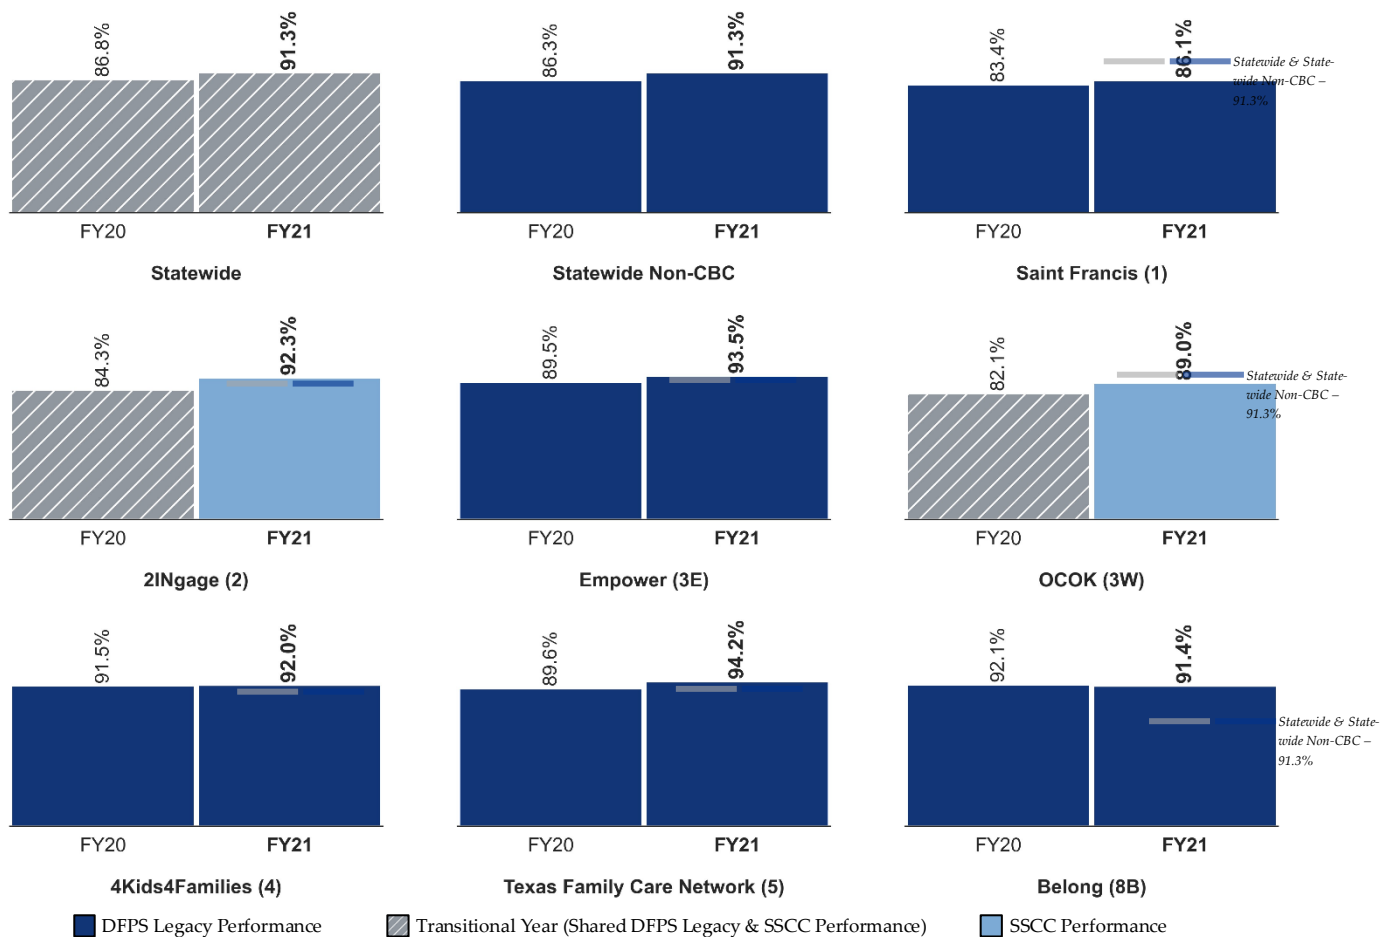 86.8%
91.3%
FY20
FY21
Statewide
86.3%
91.3%
FY20
FY21
Statewide Non-CBC
83.4%
86.1%
Statewide & State-
wide Non-CBC –
91.3%
FY20
FY21
Saint Francis (1)
84.3%
92.3%
FY20
FY21
2INgage (2)
89.5%
93.5%
FY20
FY21
Empower (3E)
82.1%
89.0%
Statewide & State-
wide Non-CBC –
91.3%
FY20
FY21
OCOK (3W)
91.5%
92.0%
FY20
FY21
4Kids4Families (4)
89.6%
94.2%
FY20
FY21
Texas Family Care Network (5)
92.1%
91.4%
Statewide & State-
wide Non-CBC –
91.3%
FY20
FY21
Belong (8B)
DFPS Legacy Performance
Transitional Year (Shared DFPS Legacy & SSCC Performance)
SSCC Performance